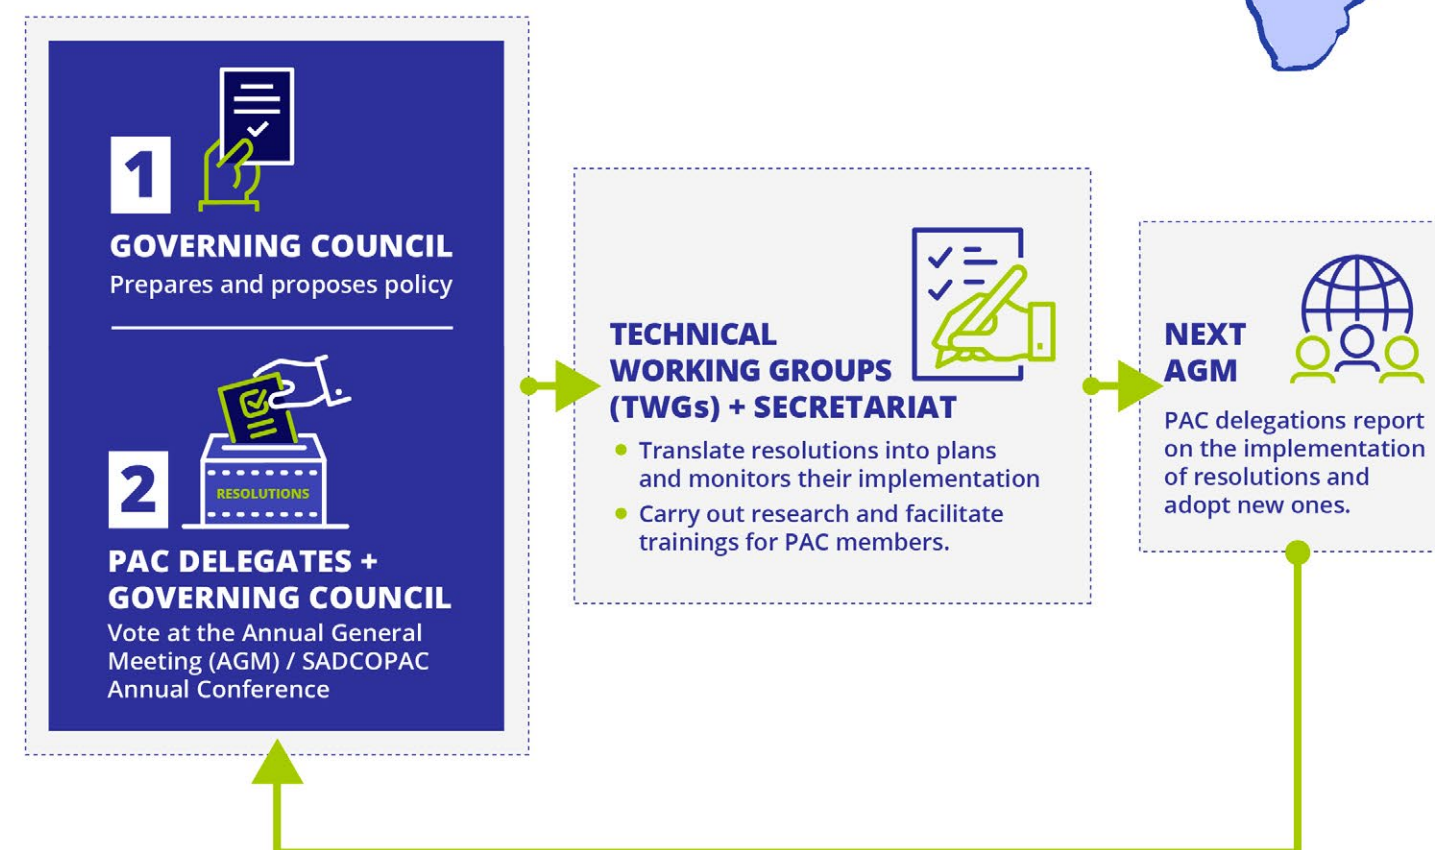 1
GOVERNING COUNCIL
Prepares and proposes policy
RESOLUTIONS
2
PAC DELEGATES +
GOVERNING COUNCIL
Vote at the Annual General
Meeting (AGM) / SADCOPAC
Annual Conference
TECHNICAL
WORKING GROUPS
(TWGs) + SECRETARIAT
Translate resolutions into plans
and monitors their implementation
Carry out research and facilitate
trainings for PAC members.
NEXT
AGM
PAC delegations report
on the implementation
of resolutions and
adopt new ones.